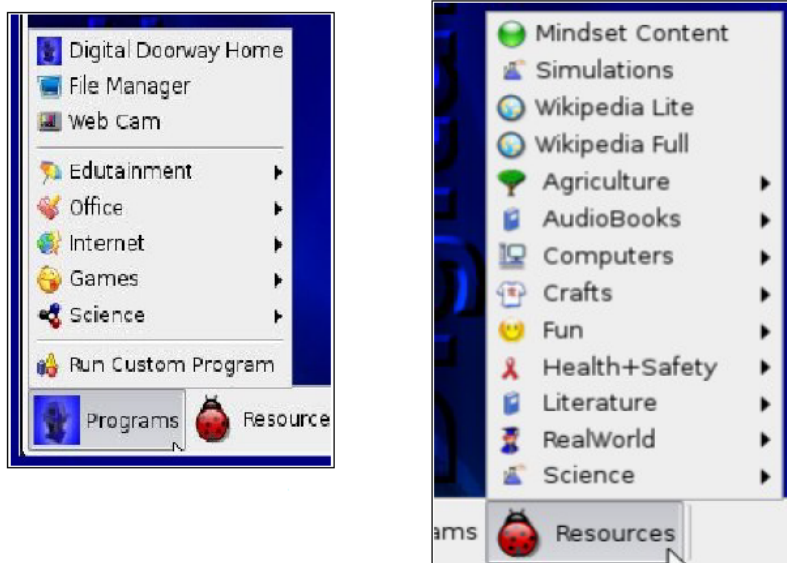 Digital Doorway Home
File Manager
Web Cam
Edutainment
Office
Internet
Games
Science
Run Custom Program
Programs Resource
Mindset Content
Simulations
Wikipedia Lite
Wikipedia Full
Agriculture
AudioBooks
Computers
Crafts
Fun
Health+Safety
Literature
RealWorld
Science
ams Resources